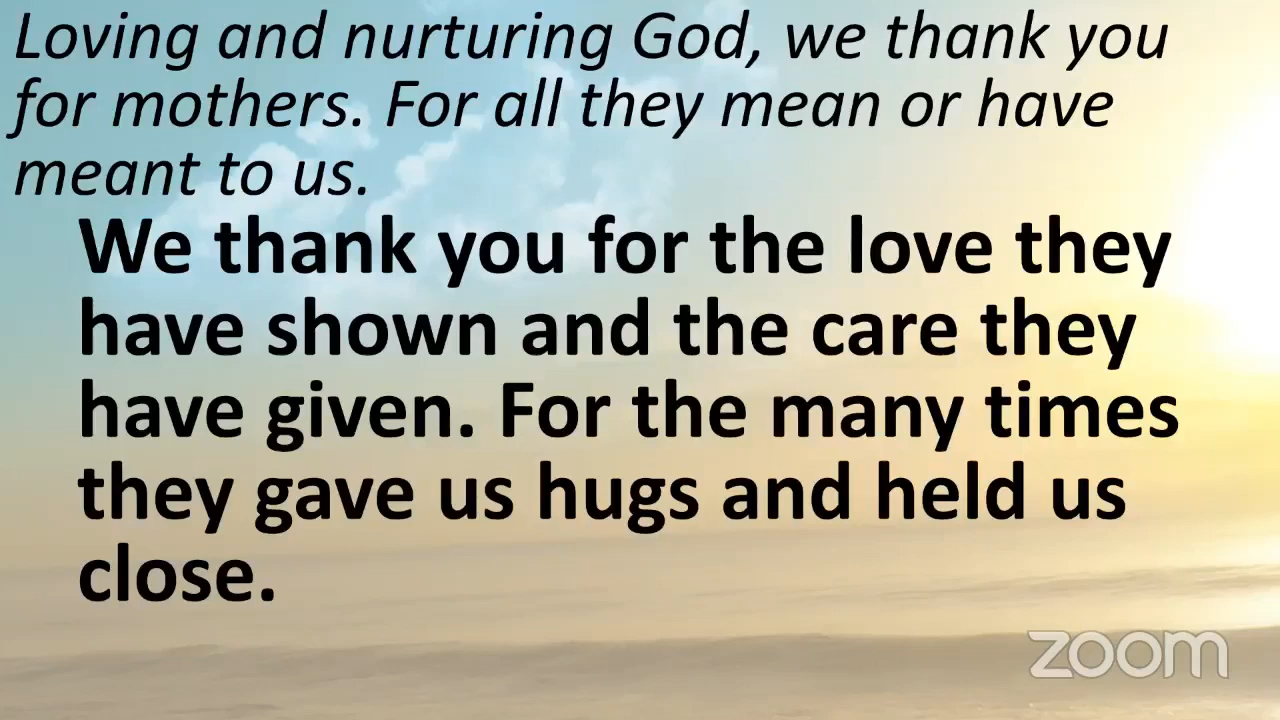 Loving and nurturing God, we thank you
for mothers. For all they mean or have
meant to us.
We thank you for the love they
have shown and the care they
have given. For the many times
they gave us hugs and held us
close.
zoom